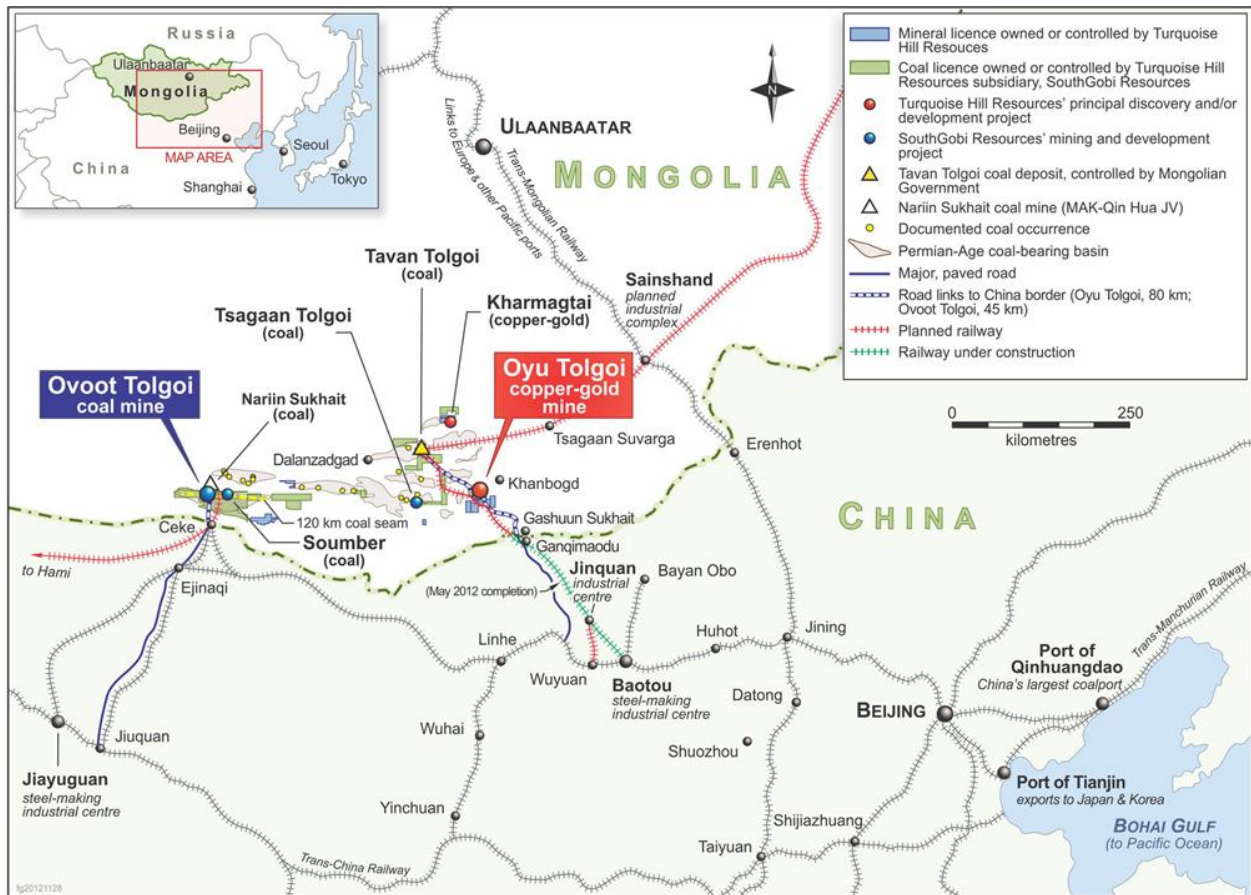 Russia
Ulaanbaatar
Mongolia
Beijing
MAP AREA
Seoul
China
Shanghai
Tokyo
Mineral licence owned or controlled by Turquoise
Hill Resouces
Coal licence owned or controlled by Turquoise Hill
Resources subsidiary, SouthGobi Resources
Turquoise Hill Resources' principal discovery and/or
development project
SouthGobi Resources' mining and development
project
Tavan Tolgoi coal deposit, controlled by Mongolian
Government
Nariin Sukhait coal mine (MAK-Qin Hua JV)
Documented coal occurrence
Permian-Age coal-bearing basin
Major, paved road
Road links to China border (Oyu Tolgoi, 80 km;
Ovoot Tolgoi, 45 km)
Planned railway
Railway under construction
N
ULAANBAATAR
MONGOLIA
Links to Europe & other Pacific ports
Trans-Mongolian Railway
Tavan Tolgoi
(coal)
Sainshand
planned
industrial
complex
Kharmagtai
(copper-gold)
Tsagaan Tolgoi
(coal)
Oyu Tolgoi
copper-gold
mine
Ovoot Tolgoi
coal mine
Nariin Sukhait
(coal)
0
250
kilometres
Tsagaan Suvarga
Erenhot
Dalanzadgad
Khanbogd
CHINA
120 km coal seam
Ceke
Soumber
(coal)
Gashuun Sukhait
Ganqimaodu
to Hami
Ejinaqi
Jinquan
industrial
centre
Bayan Obo
(May 2012 completion)
Linhe
Huhot
Jining
Trans-Manchurian Railway
Wuyuan
Baotou
steel-making
industrial centre
Port of
Qinhuangdao
China's largest coalport
Datong
BEIJING
Wuhai
Shuozhou
Jiuquan
Jiayuguan
steel-making
industrial centre
Port of Tianjin
exports to Japan & Korea
Yinchuan
Shijiazhuang
BOHAI GULF
(to Pacific Ocean)
Taiyuan
Trans-China Railway
fg20121128